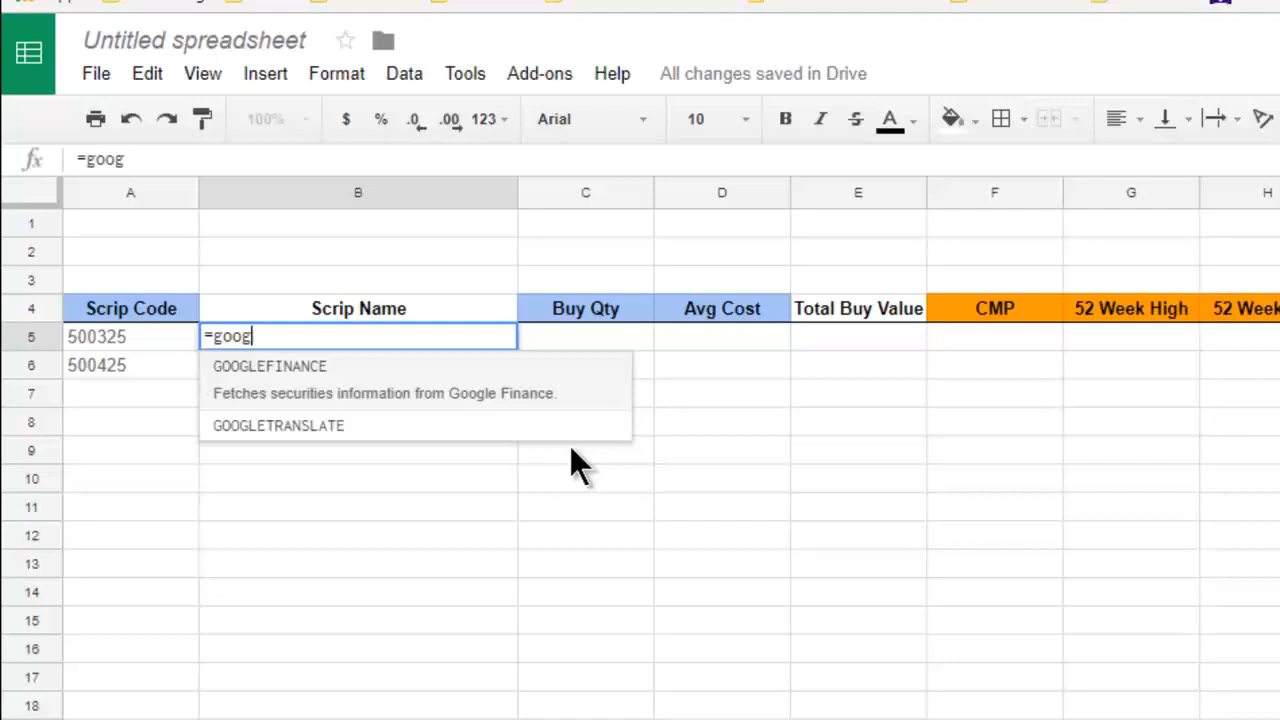 Untitled spreadsheet
File Edit View Insert Format Data Tools Add-ons Help All changes saved in Drive
100% $ % .0 .00 123 Arial 10 B I S A
fx =goog
A B C D E F G H
1
2
3
4 Scrip Code Scrip Name Buy Qty Avg Cost Total Buy Value CMP 52 Week High 52 Week
5 500325 =goog
GOOGLEFINANCE
6 500425
Fetches securities information from Google Finance.
7
8 GOOGLETRANSLATE
9
10
11
12
13
14
15
16
17
18